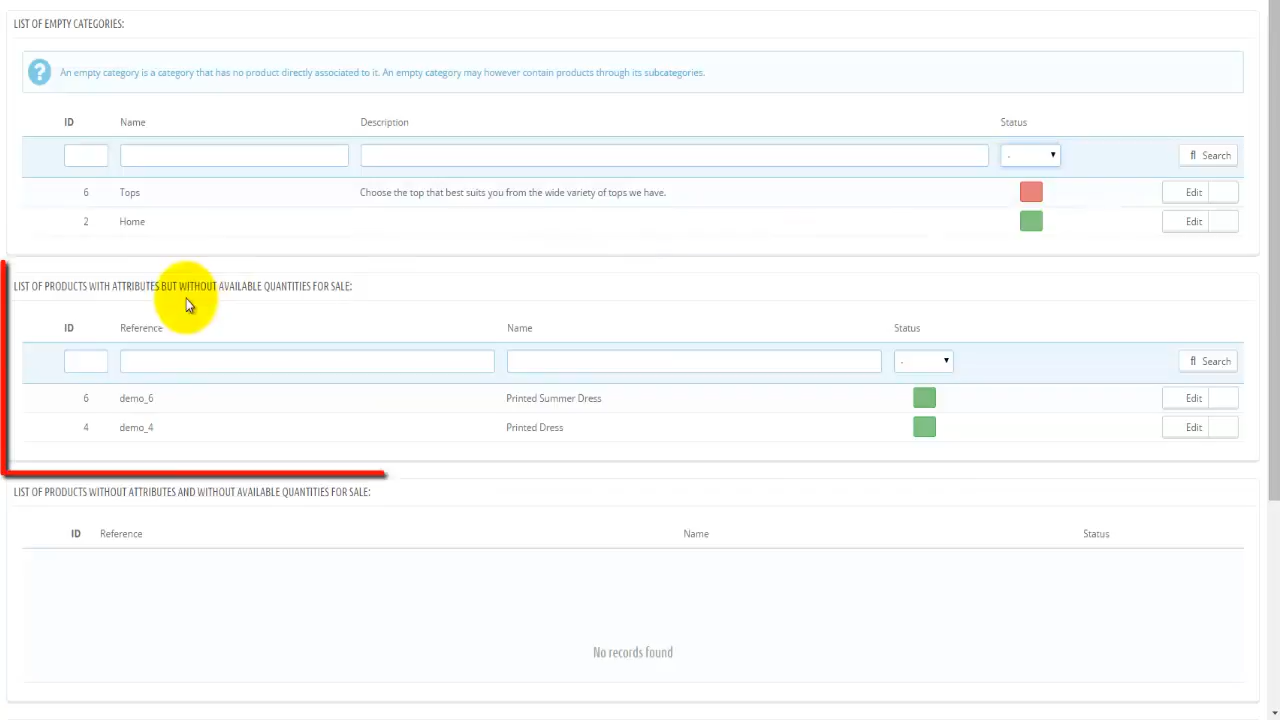 LIST OF EMPTY CATEGORIES:
?
An empty category is a category that has no product directly associated to it. An empty category may however contain products through its subcategories.
ID Name Description Status
- Search
6 Tops Choose the top that best suits you from the wide variety of tops we have. Edit
2 Home Edit
LIST OF PRODUCTS WITH ATTRIBUTES BUT WITHOUT AVAILABLE QUANTITIES FOR SALE:
ID Reference Name Status
- Search
6 demo_6 Printed Summer Dress Edit
4 demo_4 Printed Dress Edit
LIST OF PRODUCTS WITHOUT ATTRIBUTES AND WITHOUT AVAILABLE QUANTITIES FOR SALE:
ID Reference Name Status
No records found